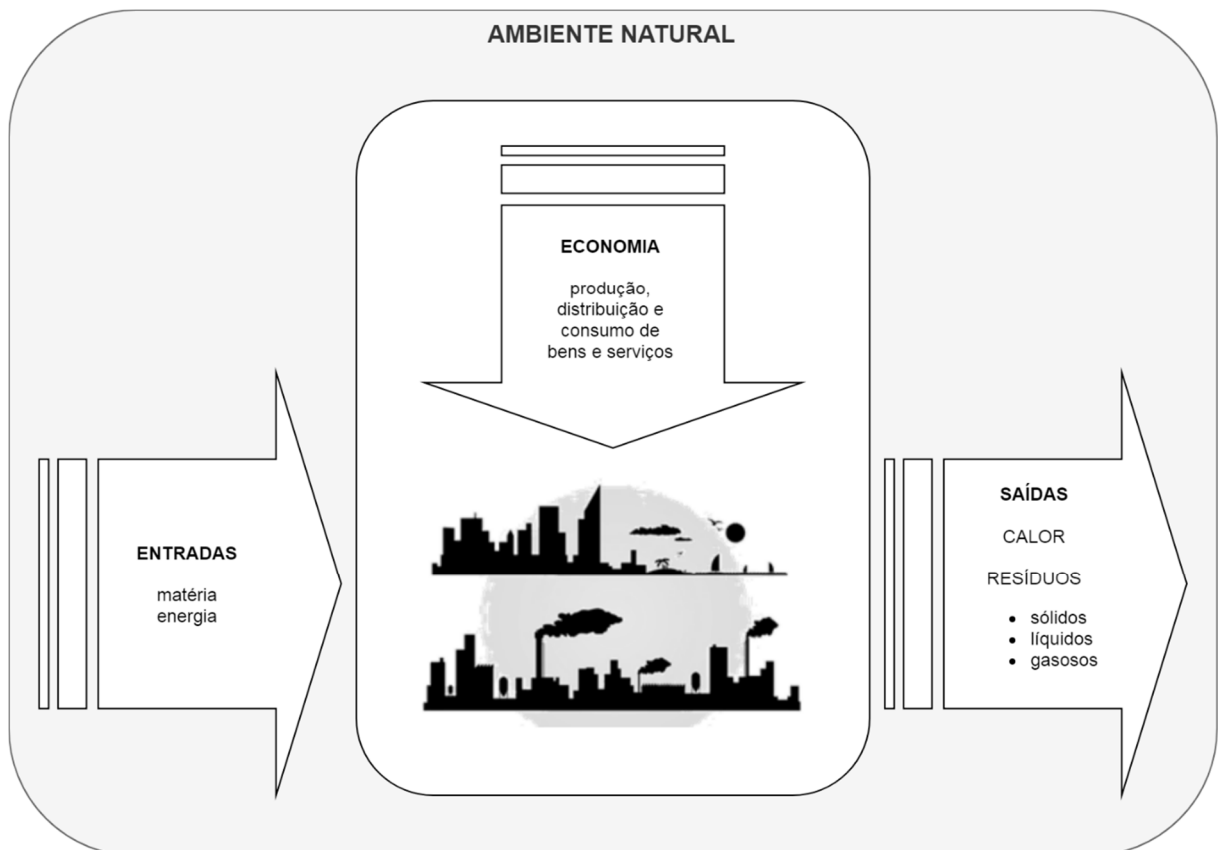 AMBIENTE NATURAL
ECONOMIA
produção,
distribuição e
consumo de
bens e serviços
ENTRADAS
matéria
energia
SAÍDAS
CALOR
RESÍDUOS
• sólidos
• líquidos
• gasosos